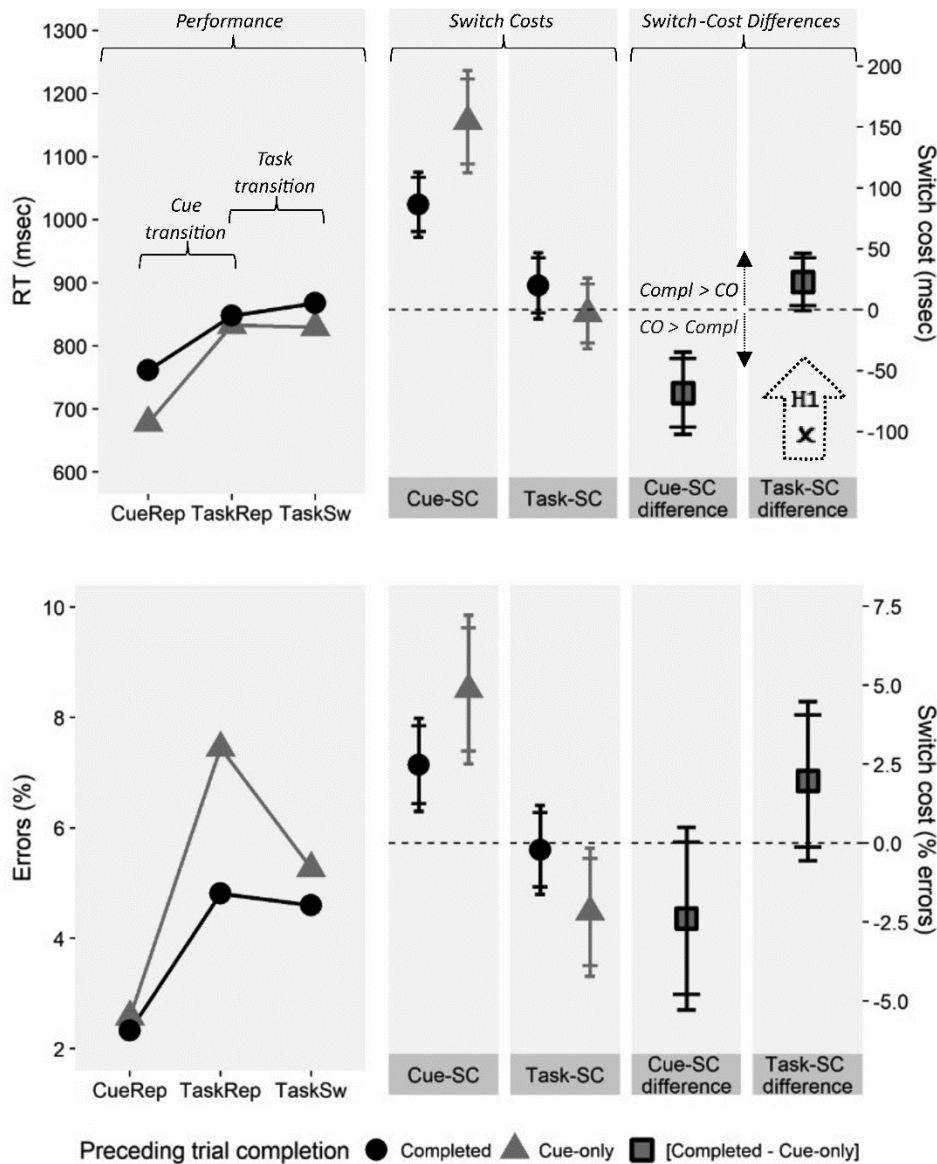 Performance
Switch Costs
Switch-Cost Differences
1300
1200
1100
1000
900
800
700
600
RT (msec)
Cue
transition
Task
transition
CueRep TaskRep TaskSw
Cue-SC
Task-SC
Cue-SC
difference
Task-SC
difference
Compl > CO
CO > Compl
H1
X
200
150
100
50
0
-50
-100
Switch cost (msec)
10
8
6
4
2
Errors (%)
CueRep TaskRep TaskSw
Cue-SC
Task-SC
Cue-SC
difference
Task-SC
difference
7.5
5.0
2.5
0.0
-2.5
-5.0
Switch cost (% errors)
Preceding trial completion Completed Cue-only [Completed - Cue-only]